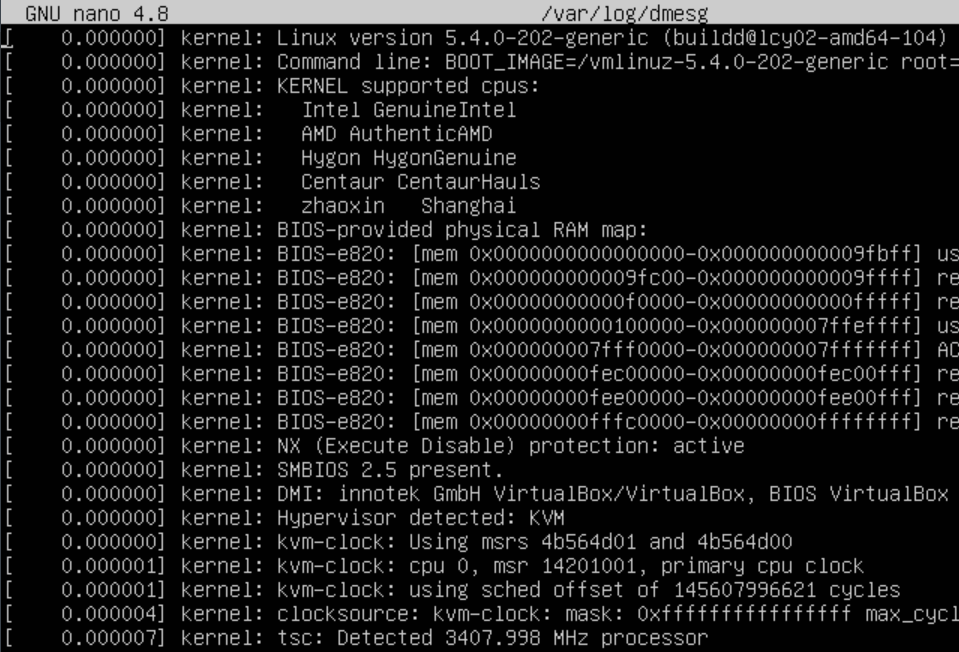 GNU nano 4.8 /var/log/dmesg
[    0.000000] kernel: Linux version 5.4.0-202-generic (buildd@lcy02-amd64-104)
[    0.000000] kernel: Command line: BOOT_IMAGE=/vmlinuz-5.4.0-202-generic root=
[    0.000000] kernel: KERNEL supported cpus:
[    0.000000] kernel:   Intel GenuineIntel
[    0.000000] kernel:   AMD AuthenticAMD
[    0.000000] kernel:   Hygon HygonGenuine
[    0.000000] kernel:   Centaur CentaurHauls
[    0.000000] kernel:   zhaoxin   Shanghai
[    0.000000] kernel: BIOS-provided physical RAM map:
[    0.000000] kernel: BIOS-e820: [mem 0x0000000000000000-0x000000000009fbff] us
[    0.000000] kernel: BIOS-e820: [mem 0x000000000009fc00-0x000000000009ffff] re
[    0.000000] kernel: BIOS-e820: [mem 0x00000000000f0000-0x00000000000fffff] re
[    0.000000] kernel: BIOS-e820: [mem 0x0000000000100000-0x000000007ffeffff] us
[    0.000000] kernel: BIOS-e820: [mem 0x000000007fff0000-0x000000007fffffff] AC
[    0.000000] kernel: BIOS-e820: [mem 0x00000000fec00000-0x00000000fec00fff] re
[    0.000000] kernel: BIOS-e820: [mem 0x00000000fee00000-0x00000000fee00fff] re
[    0.000000] kernel: BIOS-e820: [mem 0x00000000fffc0000-0x00000000ffffffff] re
[    0.000000] kernel: NX (Execute Disable) protection: active
[    0.000000] kernel: SMBIOS 2.5 present.
[    0.000000] kernel: DMI: innotek GmbH VirtualBox/VirtualBox, BIOS VirtualBox
[    0.000000] kernel: Hypervisor detected: KVM
[    0.000000] kernel: kvm-clock: Using msrs 4b564d01 and 4b564d00
[    0.000001] kernel: kvm-clock: cpu 0, msr 14201001, primary cpu clock
[    0.000001] kernel: kvm-clock: using sched offset of 145607996621 cycles
[    0.000004] kernel: clocksource: kvm-clock: mask: 0xffffffffffffffff max_cycl
[    0.000007] kernel: tsc: Detected 3407.998 MHz processor